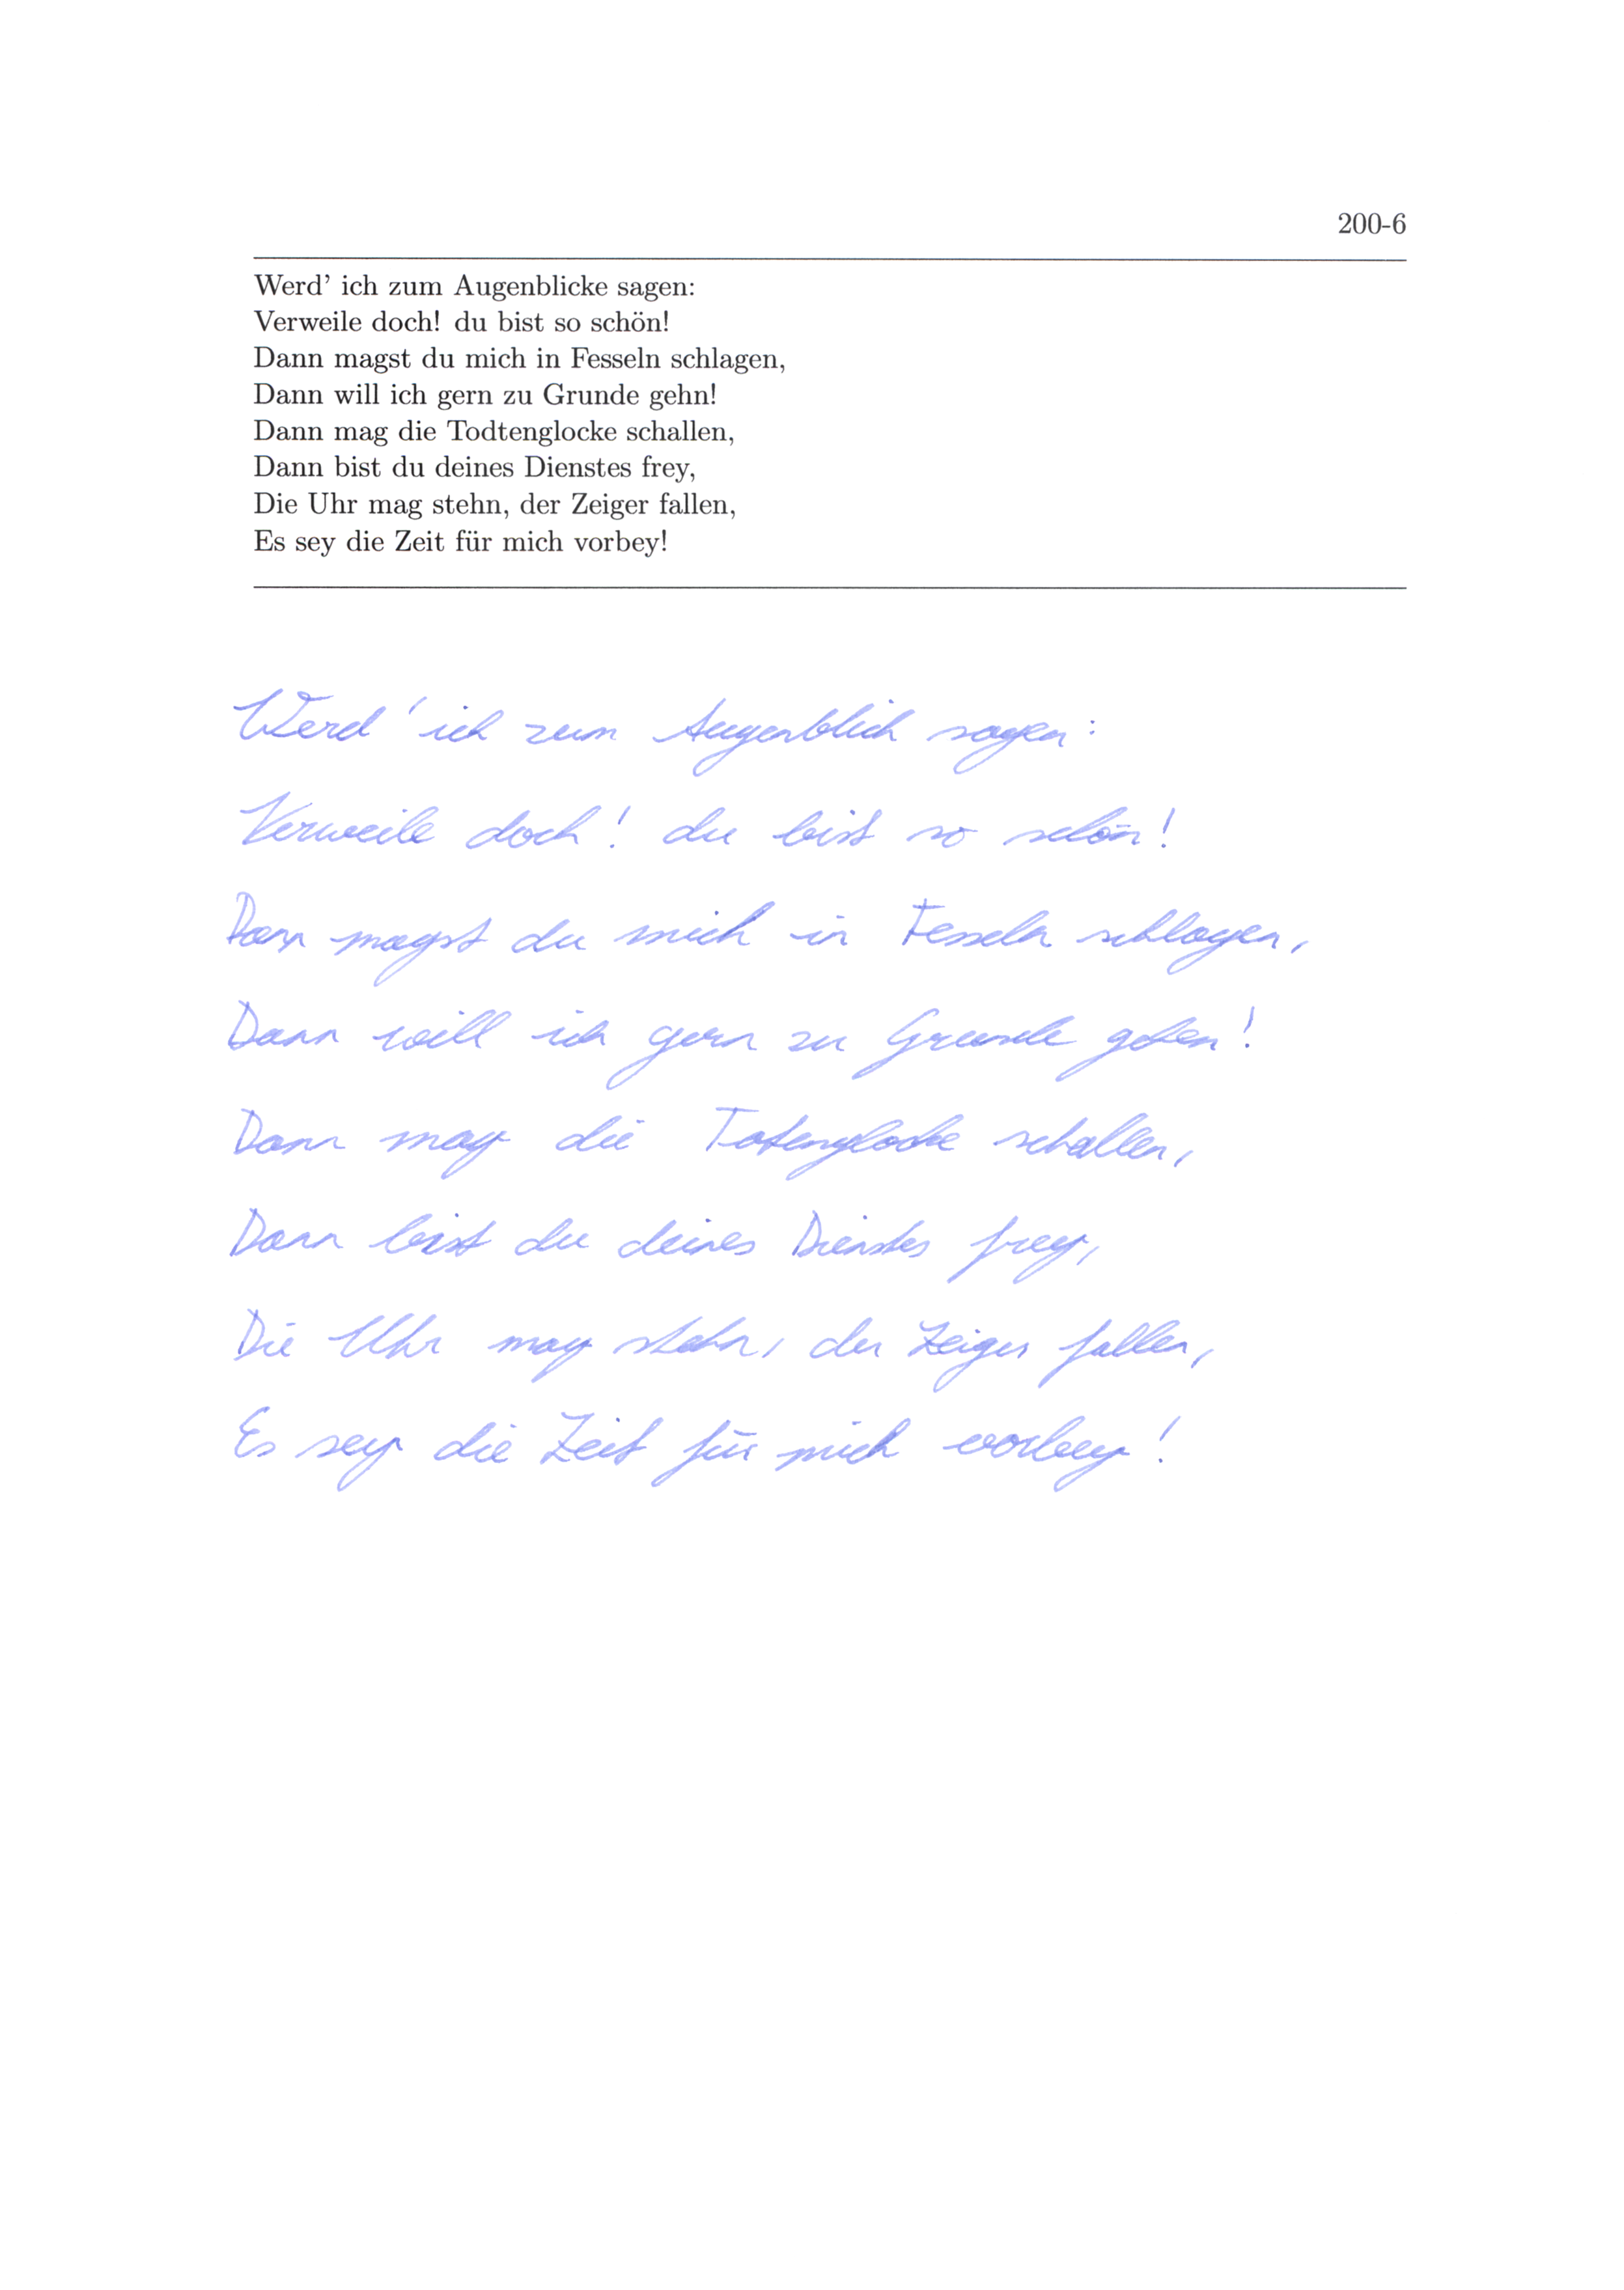 200-6
Werd' ich zum Augenblicke sagen:
Verweile doch! du bist so schön!
Dann magst du mich in Fesseln schlagen,
Dann will ich gern zu Grunde gehn!
Dann mag die Todtenglocke schallen,
Dann bist du deines Dienstes frey,
Die Uhr mag stehn, der Zeiger fallen,
Es sey die Zeit für mich vorbey!
Werd' ich zum Augenblick sagen:
Verweile doch! du bist so schön!
Dann magst du mich in Fesseln schlagen,
Dann will ich gern zu Grunde gehen!
Dann mag die Totenglocke schallen,
Dann bist du deines Dienstes frey,
Die Uhr mag stehn, der Zeiger fallen,
Es sey die Zeit für mich vorbey!